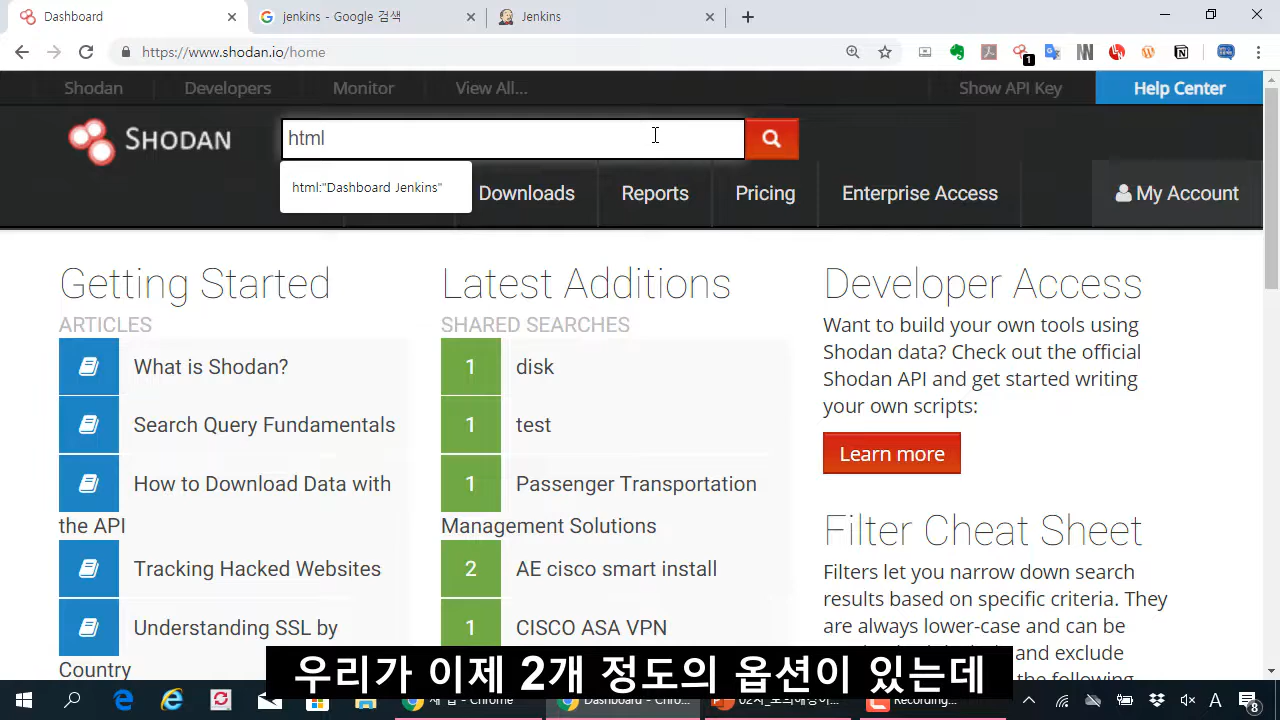 Dashboard
jenkins - Google 검색
Jenkins
https://www.shodan.io/home
1
Shodan
Developers
Monitor
View All...
Show API Key
Help Center
SHODAN
html
html:"Dashboard Jenkins"
Downloads
Reports
Pricing
Enterprise Access
My Account
Getting Started
ARTICLES
What is Shodan?
Search Query Fundamentals
How to Download Data with
the API
Tracking Hacked Websites
Understanding SSL by
Country
Latest Additions
SHARED SEARCHES
1 disk
1 test
1 Passenger Transportation
Management Solutions
2 AE cisco smart install
1 CISCO ASA VPN
Developer Access
Want to build your own tools using
Shodan data? Check out the official
Shodan API and get started writing
your own scripts:
Learn more
Filter Cheat Sheet
Filters let you narrow down search
results based on specific criteria. They
are always lower-case and can be
and exclude
우리가 이제 2개 정도의 옵션이 있는데
Dashboard - Chro...
Recording...
A
8